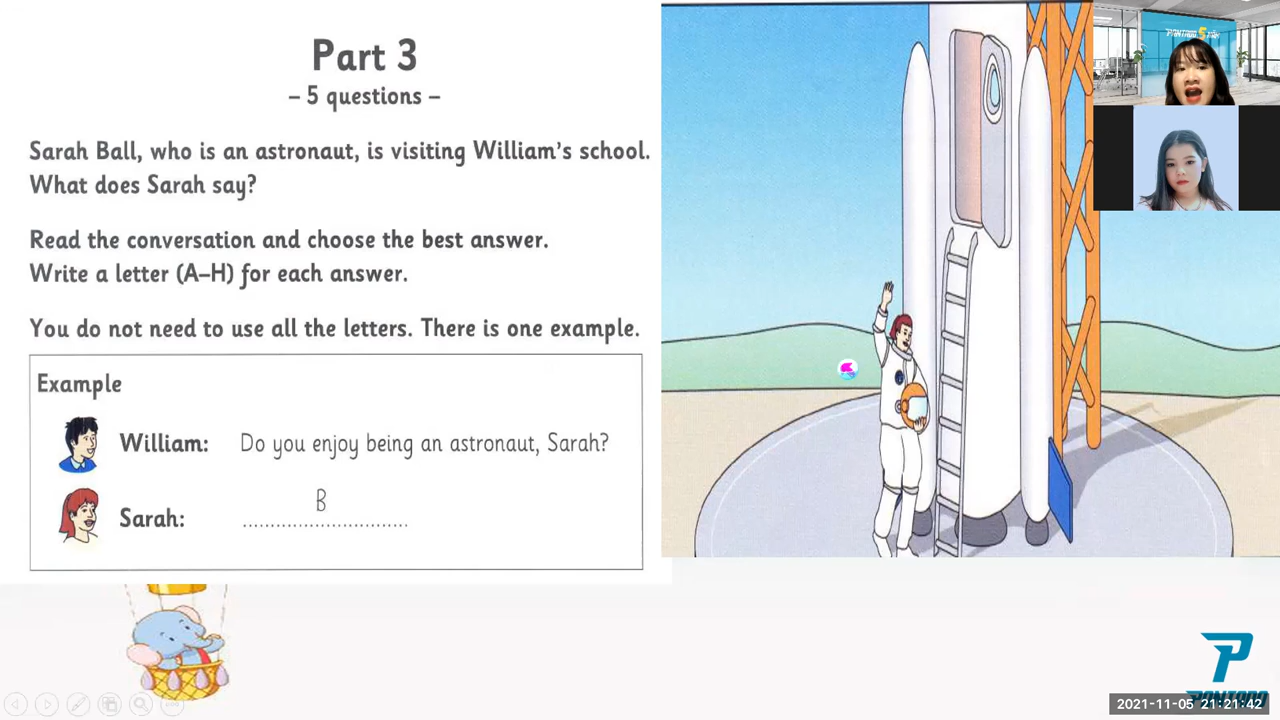 Part 3
– 5 questions –
Sarah Ball, who is an astronaut, is visiting William's school.
What does Sarah say?
Read the conversation and choose the best answer.
Write a letter (A–H) for each answer.
You do not need to use all the letters. There is one example.
Example
William: Do you enjoy being an astronaut, Sarah?
Sarah: B
PANTADO
2021-11-05 21:21:42